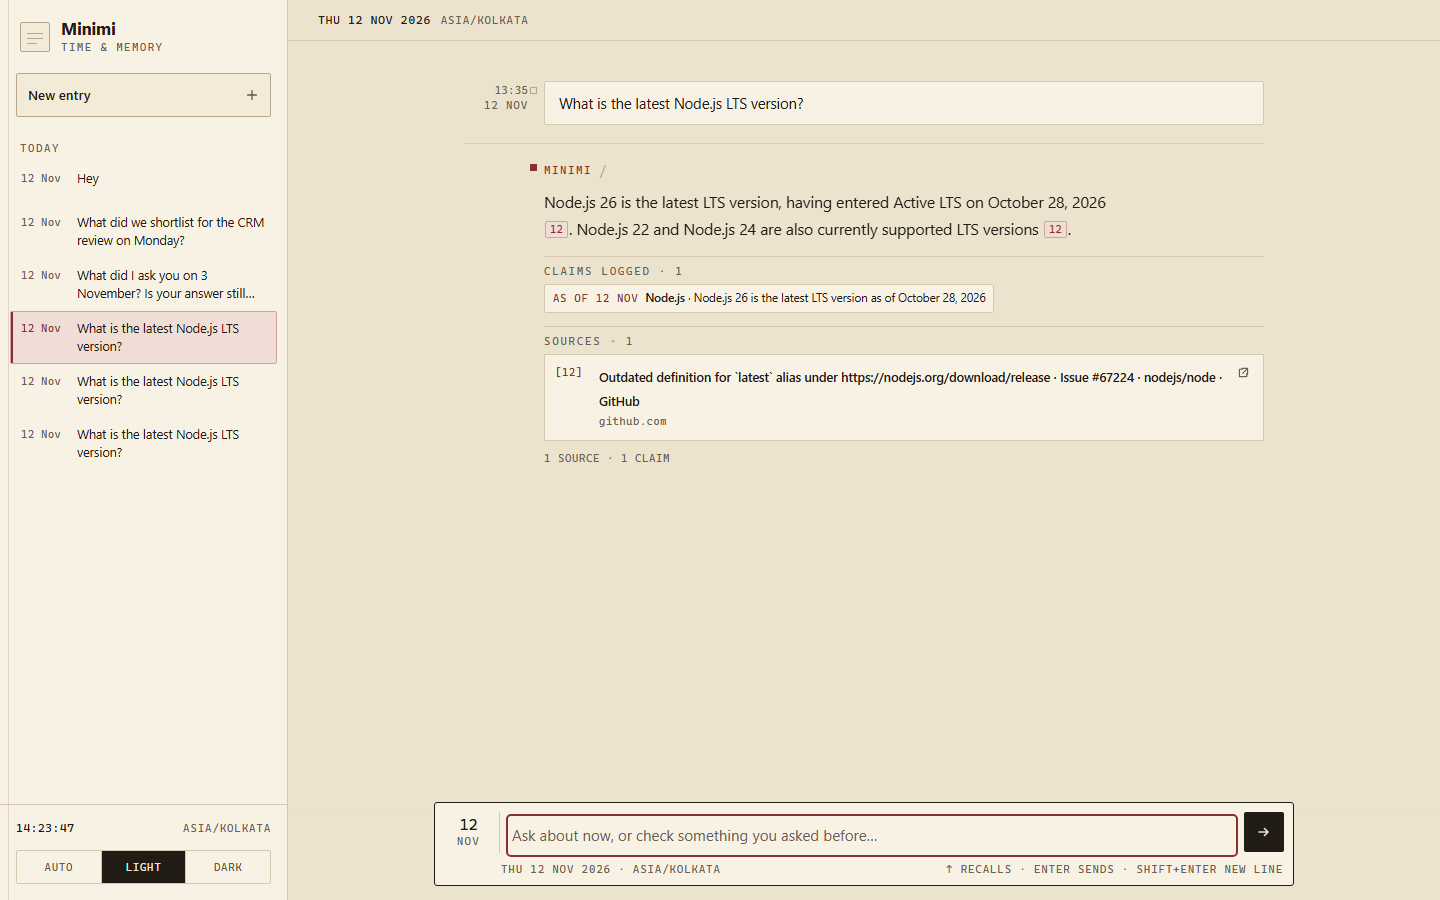 Minimi
TIME & MEMORY
New entry +
TODAY
12 Nov Hey
12 Nov What did we shortlist for the CRM
review on Monday?
12 Nov What did I ask you on 3
November? Is your answer still...
12 Nov What is the latest Node.js LTS
version?
12 Nov What is the latest Node.js LTS
version?
12 Nov What is the latest Node.js LTS
version?
14:23:47 ASIA/KOLKATA
AUTO LIGHT DARK
THU 12 NOV 2026 ASIA/KOLKATA
13:35
12 NOV
What is the latest Node.js LTS version?
MINIMI /
Node.js 26 is the latest LTS version, having entered Active LTS on October 28, 2026
12 . Node.js 22 and Node.js 24 are also currently supported LTS versions 12 .
CLAIMS LOGGED · 1
AS OF 12 NOV Node.js · Node.js 26 is the latest LTS version as of October 28, 2026
SOURCES · 1
[12] Outdated definition for `latest` alias under https://nodejs.org/download/release · Issue #67224 · nodejs/node ·
GitHub
github.com
1 SOURCE · 1 CLAIM
12
NOV
Ask about now, or check something you asked before...
THU 12 NOV 2026 · ASIA/KOLKATA
↑ RECALLS · ENTER SENDS · SHIFT+ENTER NEW LINE